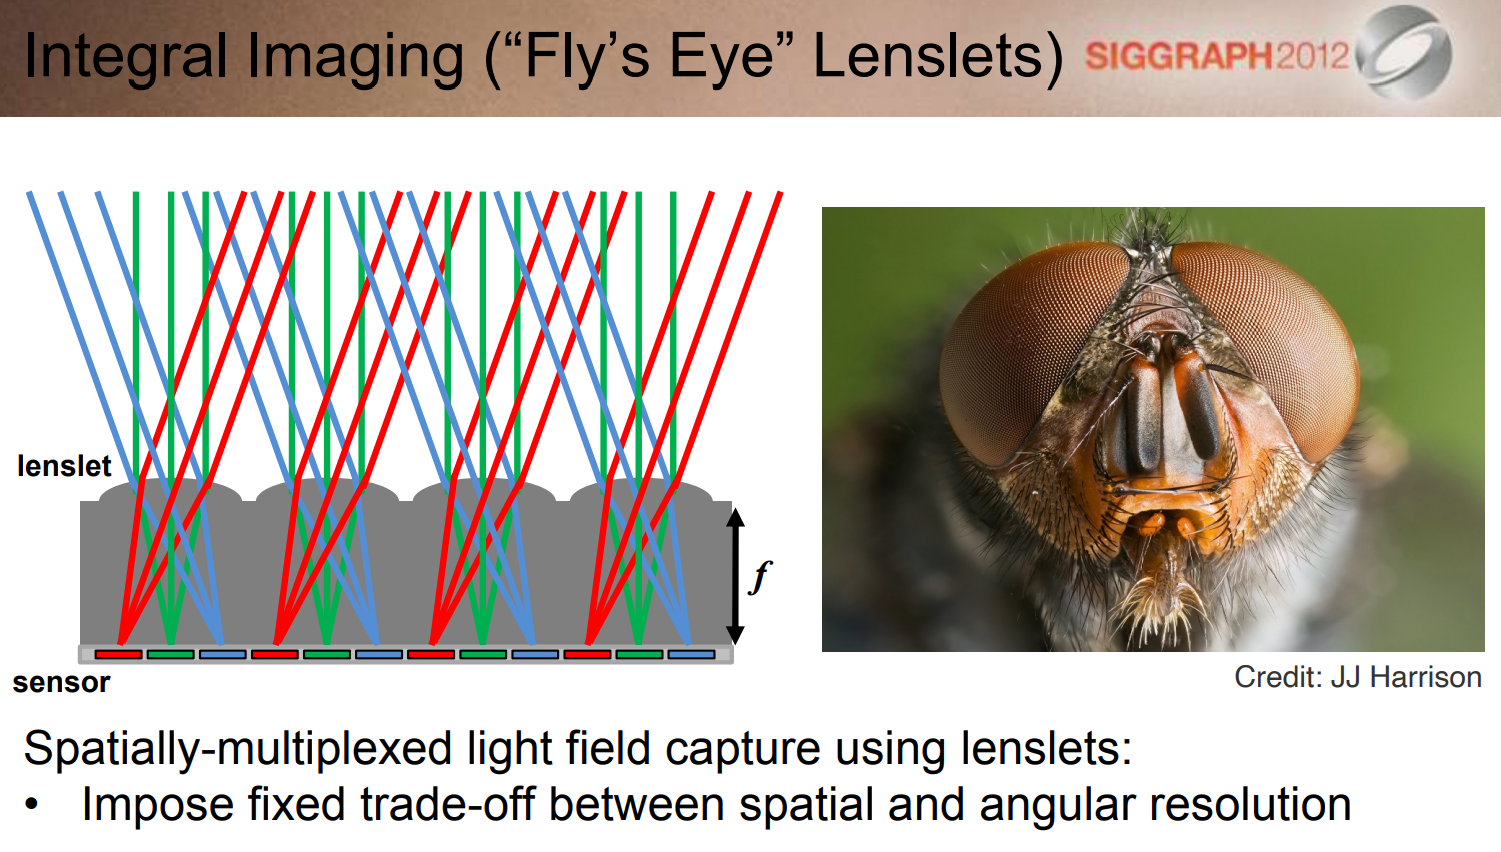 Integral Imaging (“Fly’s Eye” Lenslets)
SIGGRAPH2012
lenslet
f
sensor
Credit: JJ Harrison
Spatially-multiplexed light field capture using lenslets:
• Impose fixed trade-off between spatial and angular resolution